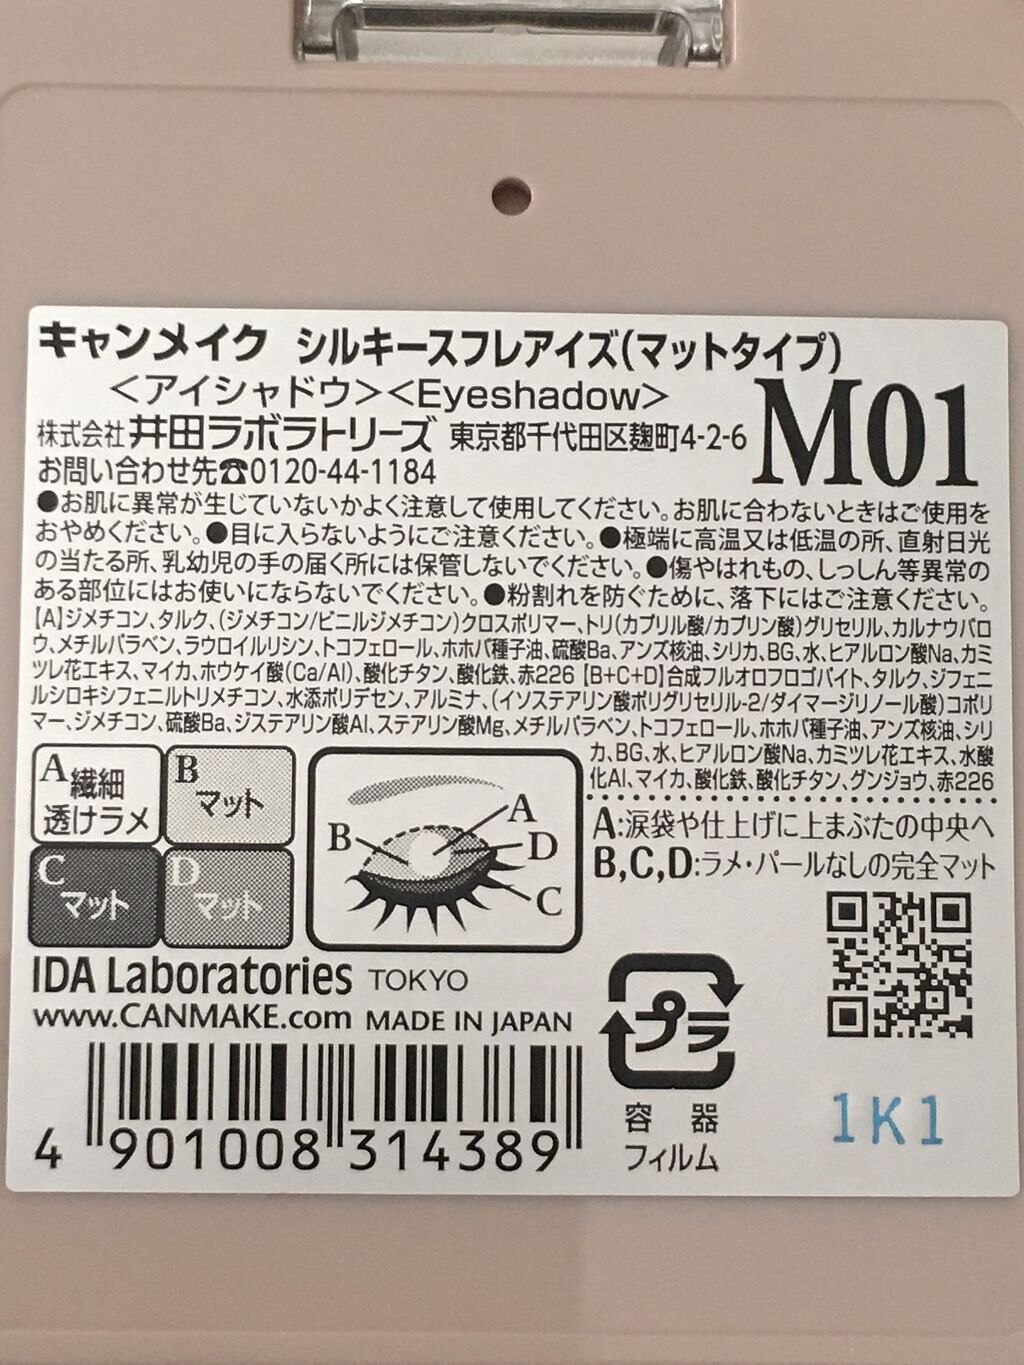 キャンメイク シルキースフレアイズ(マットタイプ)
<アイシャドウ><Eyeshadow>
M01
株式会社井田ラボラトリーズ 東京都千代田区麹町4-2-6
お問い合わせ先☎0120-44-1184
●お肌に異常が生じていないかよく注意して使用してください。お肌に合わないときはご使用を
おやめください。●目に入らないようにご注意ください。●極端に高温又は低温の所、直射日光
の当たる所、乳幼児の手の届く所には保管しないでください。●傷やはれもの、しっしん等異常の
ある部位にはお使いにならないでください。●粉割れを防ぐために、落下にはご注意ください。
【A】ジメチコン、タルク、(ジメチコン/ビニルジメチコン)クロスポリマー、トリ(カプリル酸/カプリン酸)グリセリル、カルナウバロ
ウ、メチルパラベン、ラウロイルリシン、トコフェロール、ホホバ種子油、硫酸Ba、アンズ核油、シリカ、BG、水、ヒアルロン酸Na、カミ
ツレ花エキス、マイカ、ホウケイ酸(Ca/Al)、酸化チタン、酸化鉄、赤226【B+C+D】合成フルオロフロゴパイト、タルク、ジフェニ
ルシロキシフェニルトリメチコン、水添ポリデセン、アルミナ、(イソステアリン酸ポリグリセリル-2/ダイマージリノール酸)コポリ
マー、ジメチコン、硫酸Ba、ジステアリン酸Al、ステアリン酸Mg、メチルパラベン、トコフェロール、ホホバ種子油、アンズ核油、シリ
カ、BG、水、ヒアルロン酸Na、カミツレ花エキス、水酸
化Al、マイカ、酸化鉄、酸化チタン、グンジョウ、赤226
A 繊細
透けラメ
B
マット
C
マット
D
マット
A
B
D
C
A:涙袋や仕上げに上まぶたの中央へ
B,C,D:ラメ・パールなしの完全マット
IDA Laboratories TOKYO
www.CANMAKE.com MADE IN JAPAN
プラ
容 器
フィルム
1K1
4 901008 314389